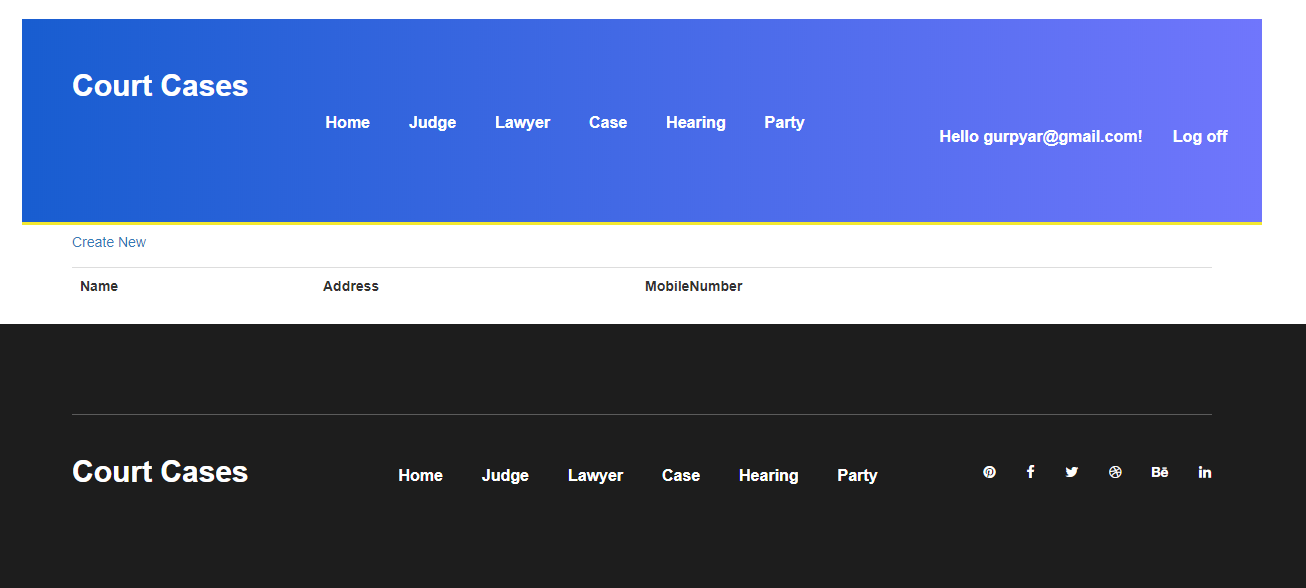 Court Cases
Home Judge Lawyer Case Hearing Party
Hello gurpyar@gmail.com! Log off
Create New
Name Address MobileNumber
Court Cases
Home Judge Lawyer Case Hearing Party
Bē in